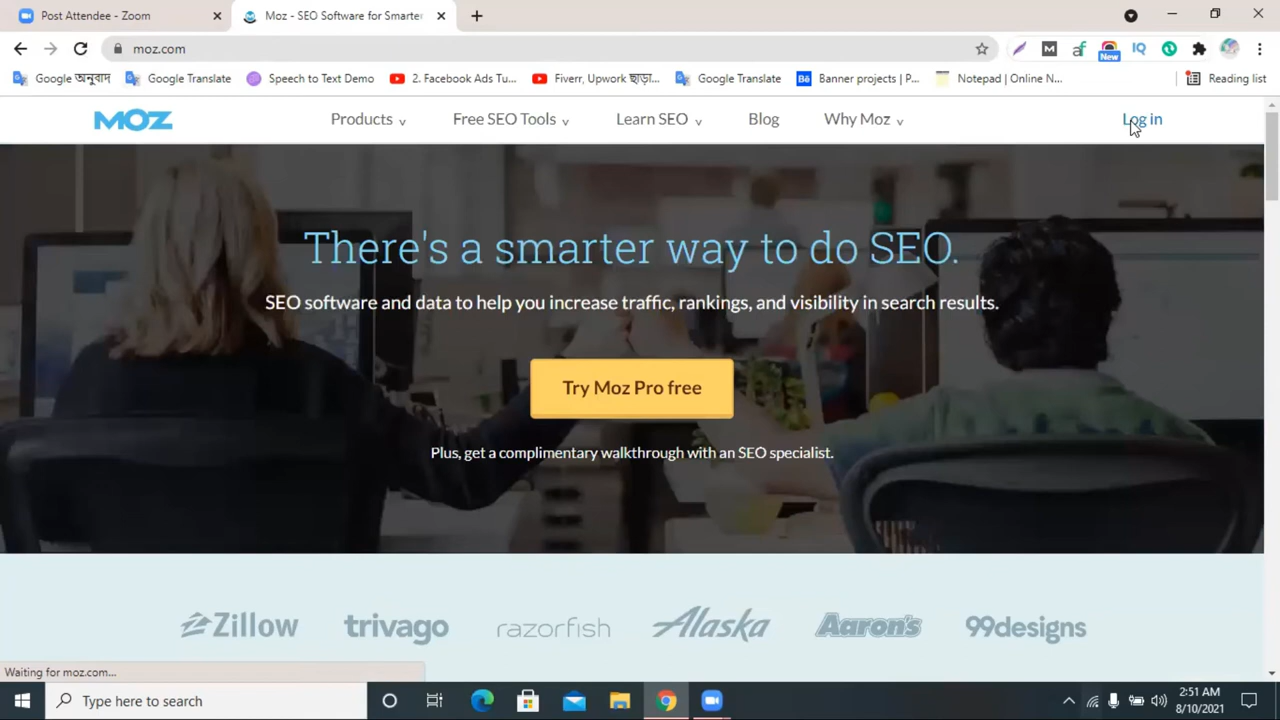 Post Attendee - Zoom
Moz - SEO Software for Smarter
moz.com
New
Google অনুবাদ
Google Translate
Speech to Text Demo
2. Facebook Ads Tu...
Fiverr, Upwork ছাড়া...
Google Translate
Banner projects | P...
Notepad | Online N...
Reading list
MOZ
Products
Free SEO Tools
Learn SEO
Blog
Why Moz
Log in
There's a smarter way to do SEO.
SEO software and data to help you increase traffic, rankings, and visibility in search results.
Try Moz Pro free
Plus, get a complimentary walkthrough with an SEO specialist.
Zillow
trivago
razorfish
Alaska
Aaron's
99designs
Waiting for moz.com...
Type here to search
2:51 AM
8/10/2021